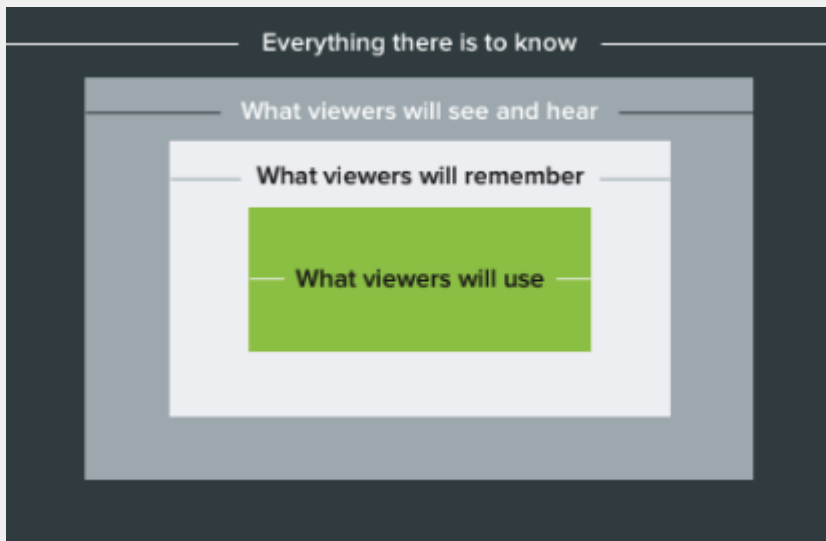 Everything there is to know
What viewers will see and hear
What viewers will remember
What viewers will use